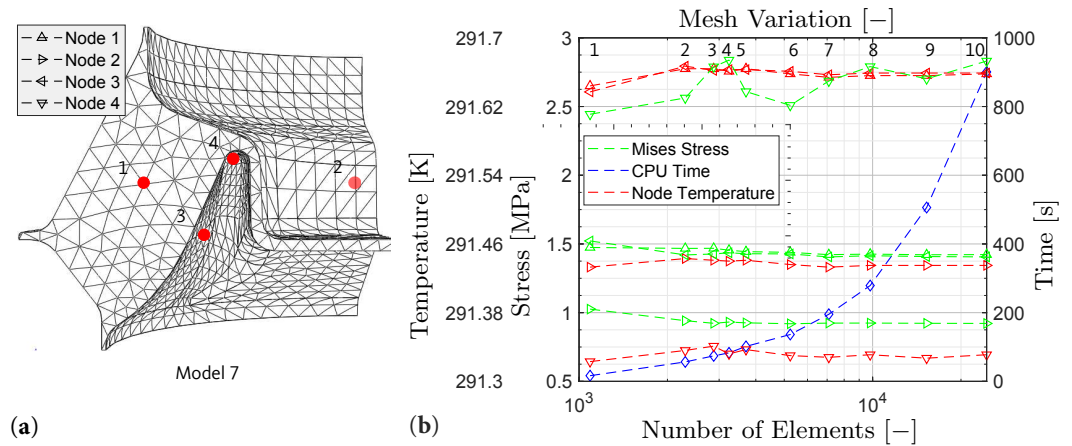 Node 1
Node 2
Node 3
Node 4
1
2
3
4
Model 7
(a)
(b)
Mesh Variation [−]
1 2 3 4 5 6 7 8 9 10
291.7
291.62
291.54
291.46
291.38
291.3
Temperature [K]
3
2.5
2
1.5
1
0.5
Stress [MPa]
Mises Stress
CPU Time
Node Temperature
1000
800
600
400
200
0
Time [s]
10³
10⁴
Number of Elements [−]